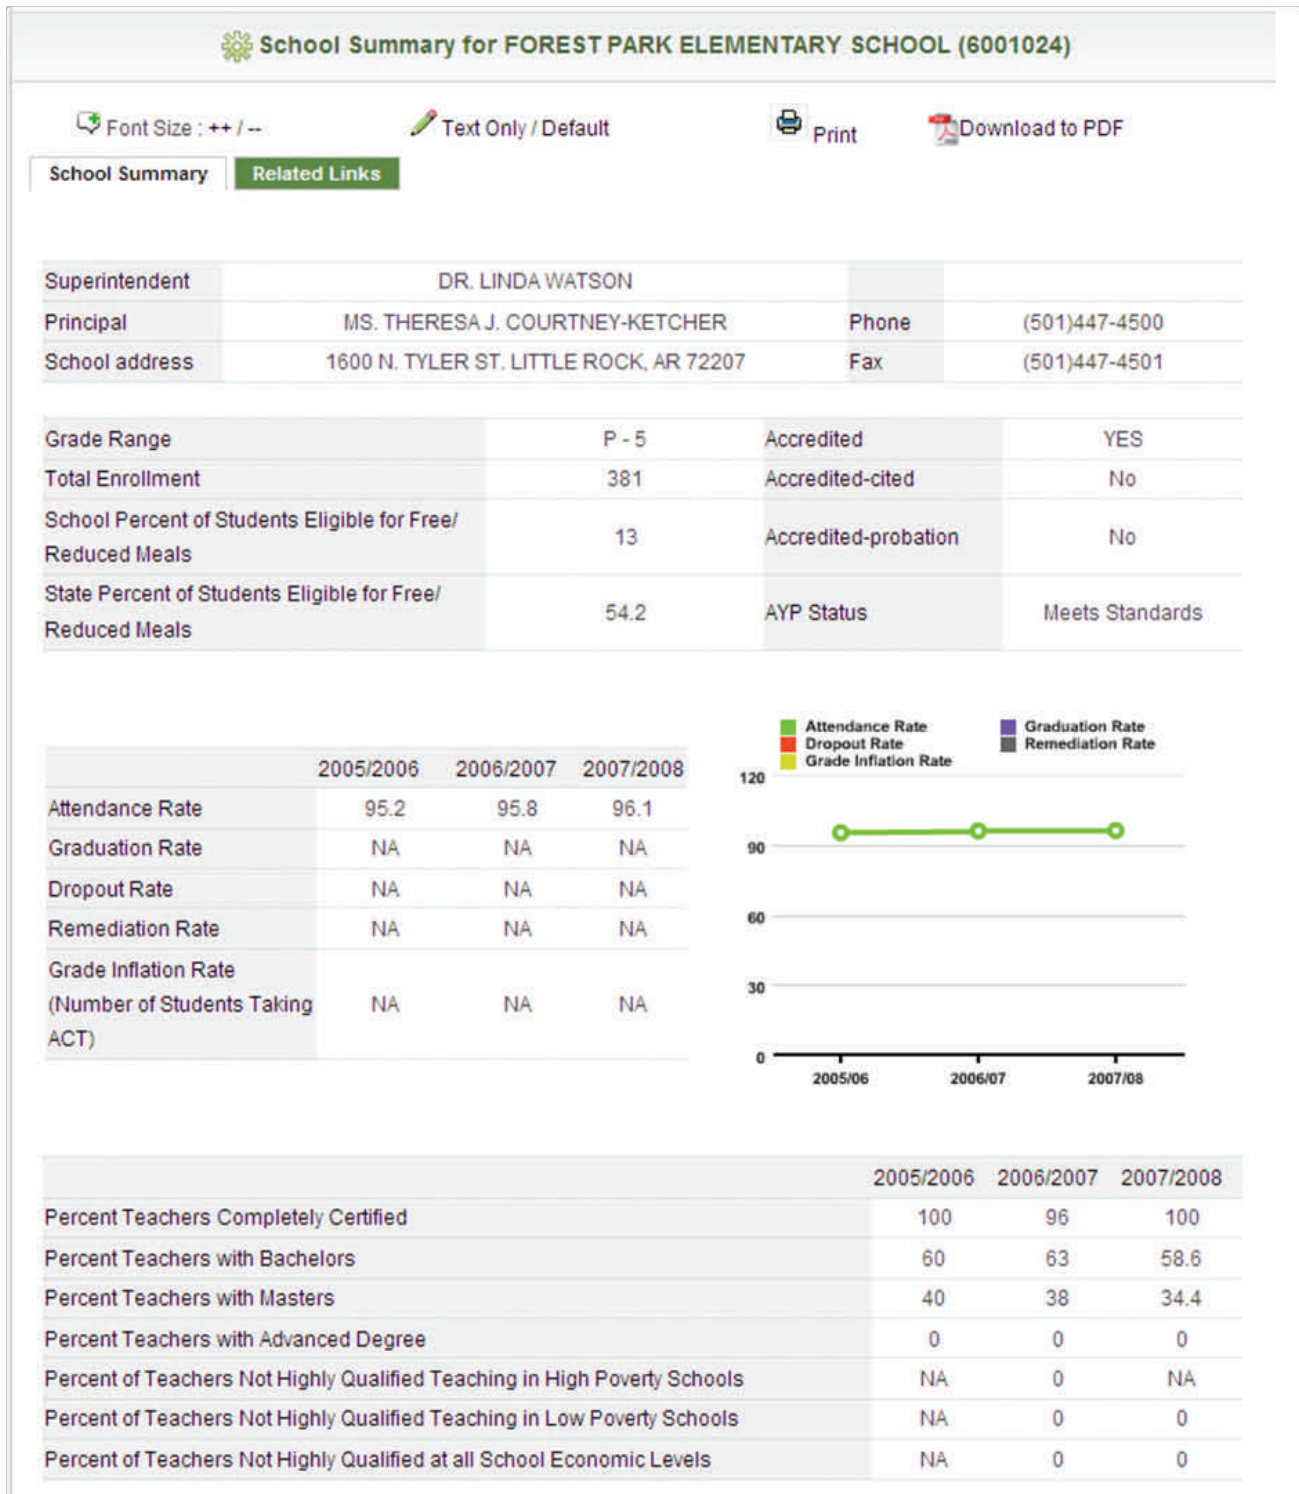 School Summary for FOREST PARK ELEMENTARY SCHOOL (6001024)
Font Size : ++ / --
Text Only / Default
Print
Download to PDF
School Summary
Related Links
Superintendent DR. LINDA WATSON
Principal MS. THERESA J. COURTNEY-KETCHER Phone (501)447-4500
School address 1600 N. TYLER ST. LITTLE ROCK, AR 72207 Fax (501)447-4501
Grade Range P - 5 Accredited YES
Total Enrollment 381 Accredited-cited No
School Percent of Students Eligible for Free/
Reduced Meals 13 Accredited-probation No
State Percent of Students Eligible for Free/
Reduced Meals 54.2 AYP Status Meets Standards
2005/2006 2006/2007 2007/2008
Attendance Rate 95.2 95.8 96.1
Graduation Rate NA NA NA
Dropout Rate NA NA NA
Remediation Rate NA NA NA
Grade Inflation Rate
(Number of Students Taking NA NA NA
ACT)
Attendance Rate Graduation Rate
Dropout Rate Remediation Rate
Grade Inflation Rate
120
90
60
30
0
2005/06 2006/07 2007/08
2005/2006 2006/2007 2007/2008
Percent Teachers Completely Certified 100 96 100
Percent Teachers with Bachelors 60 63 58.6
Percent Teachers with Masters 40 38 34.4
Percent Teachers with Advanced Degree 0 0 0
Percent of Teachers Not Highly Qualified Teaching in High Poverty Schools NA 0 NA
Percent of Teachers Not Highly Qualified Teaching in Low Poverty Schools NA 0 0
Percent of Teachers Not Highly Qualified at all School Economic Levels NA 0 0